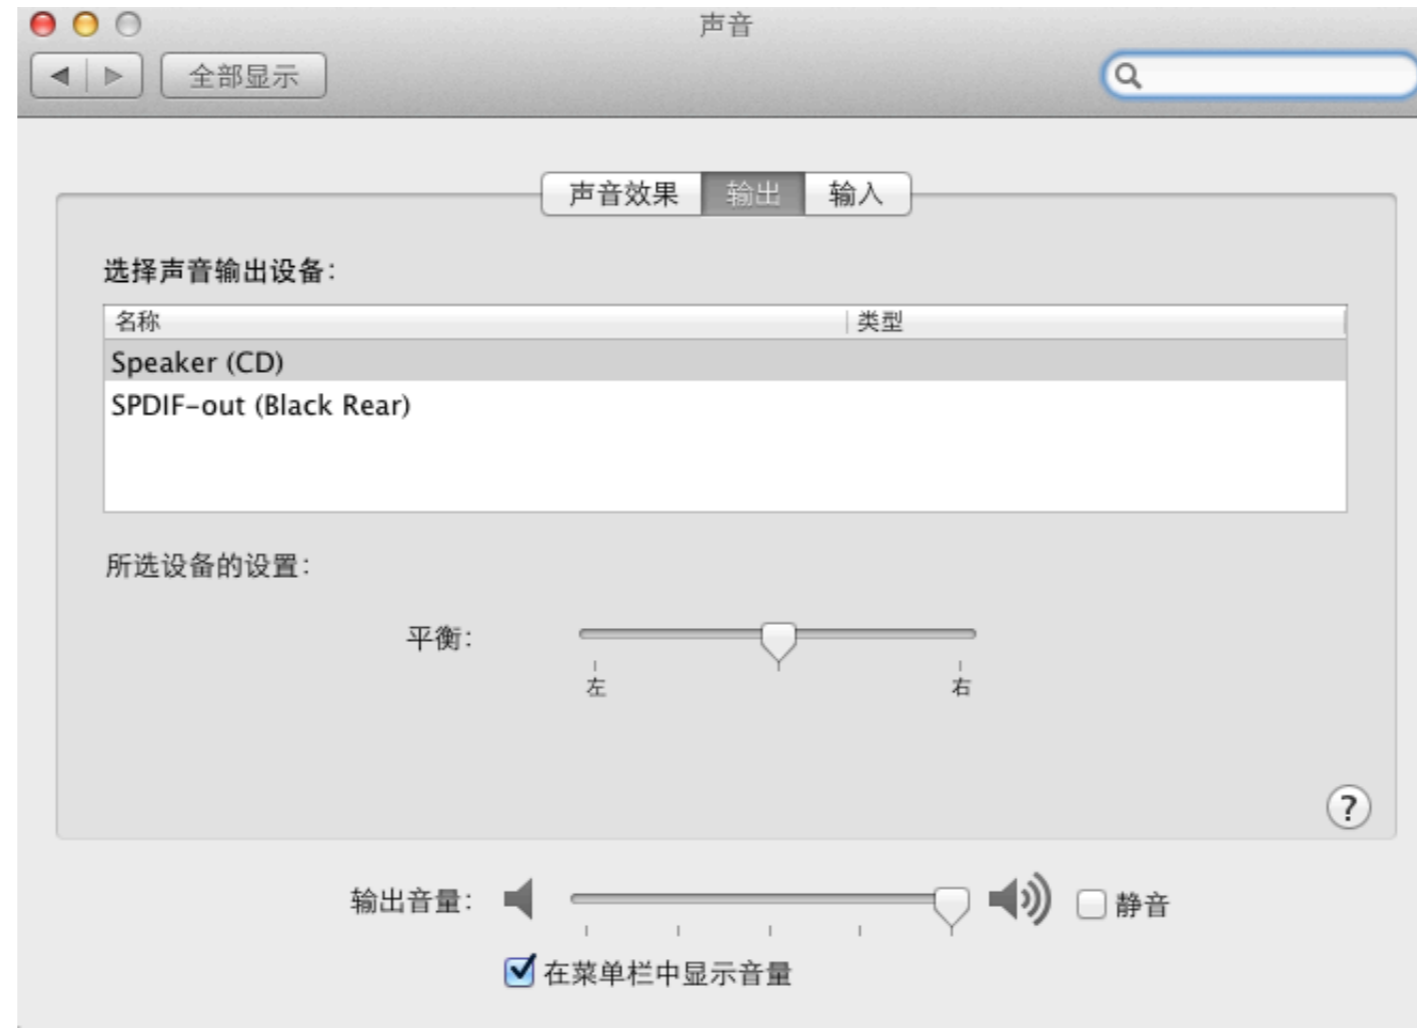 声音
全部显示
声音效果 输出 输入
选择声音输出设备：
名称 类型
Speaker (CD)
SPDIF-out (Black Rear)
所选设备的设置：
平衡：
左 右
?
输出音量： 静音
在菜单栏中显示音量